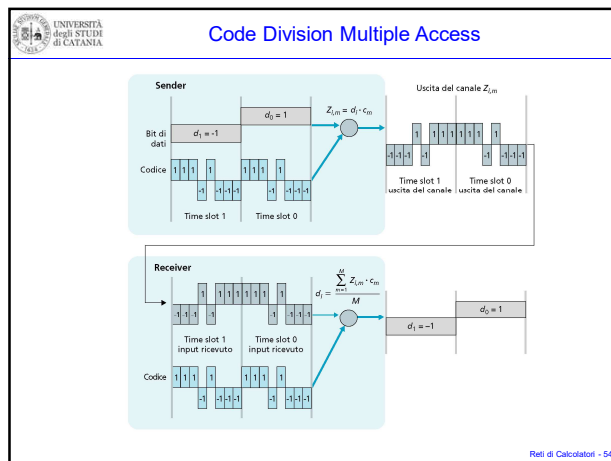 UNIVERSITÀ
degli STUDI
di CATANIA
Code Division Multiple Access
Sender
Bit di
dati
d1 = -1
d0 = 1
Zi,m = di · cm
Codice
1 1 1 -1 1 -1 -1 -1
1 1 1 -1 1 -1 -1 -1
Time slot 1
Time slot 0
Uscita del canale Zi,m
-1 -1 -1 1 -1 1 1 1
1 1 1 -1 1 -1 -1 -1
Time slot 1
uscita del canale
Time slot 0
uscita del canale
Receiver
-1 -1 -1 1 -1 1 1 1
1 1 1 -1 1 -1 -1 -1
Time slot 1
input ricevuto
Time slot 0
input ricevuto
Codice
1 1 1 -1 1 -1 -1 -1
1 1 1 -1 1 -1 -1 -1
di = ∑ m=1 M Zi,m · cm / M
d1 = -1
d0 = 1
Reti di Calcolatori - 54